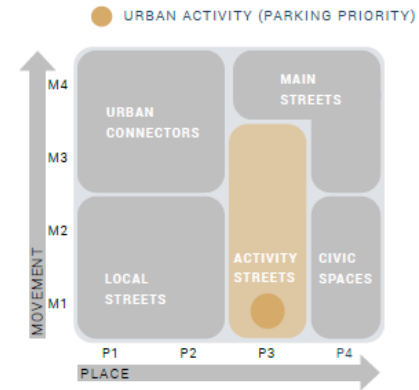 URBAN ACTIVITY (PARKING PRIORITY)
M4
MAIN
STREETS
URBAN
CONNECTORS
M3
M2
ACTIVITY
STREETS
CIVIC
SPACES
LOCAL
STREETS
M1
MOVEMENT
P1 P2 P3 P4
PLACE